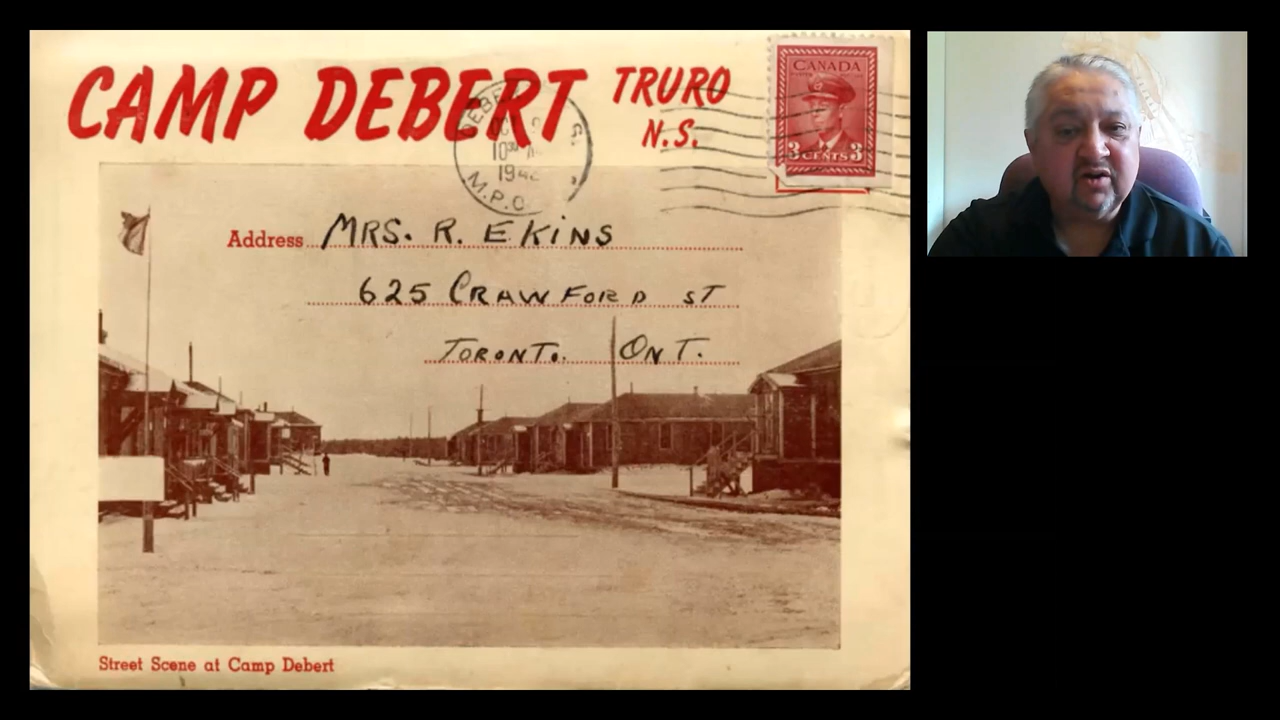 CAMP DEBERT
TRURO
N.S.
CANADA
3 CENTS 3
M.P.O.
Address MRS. R. EKINS
625 CRAWFORD ST
TORONTO. ONT.
Street Scene at Camp Debert